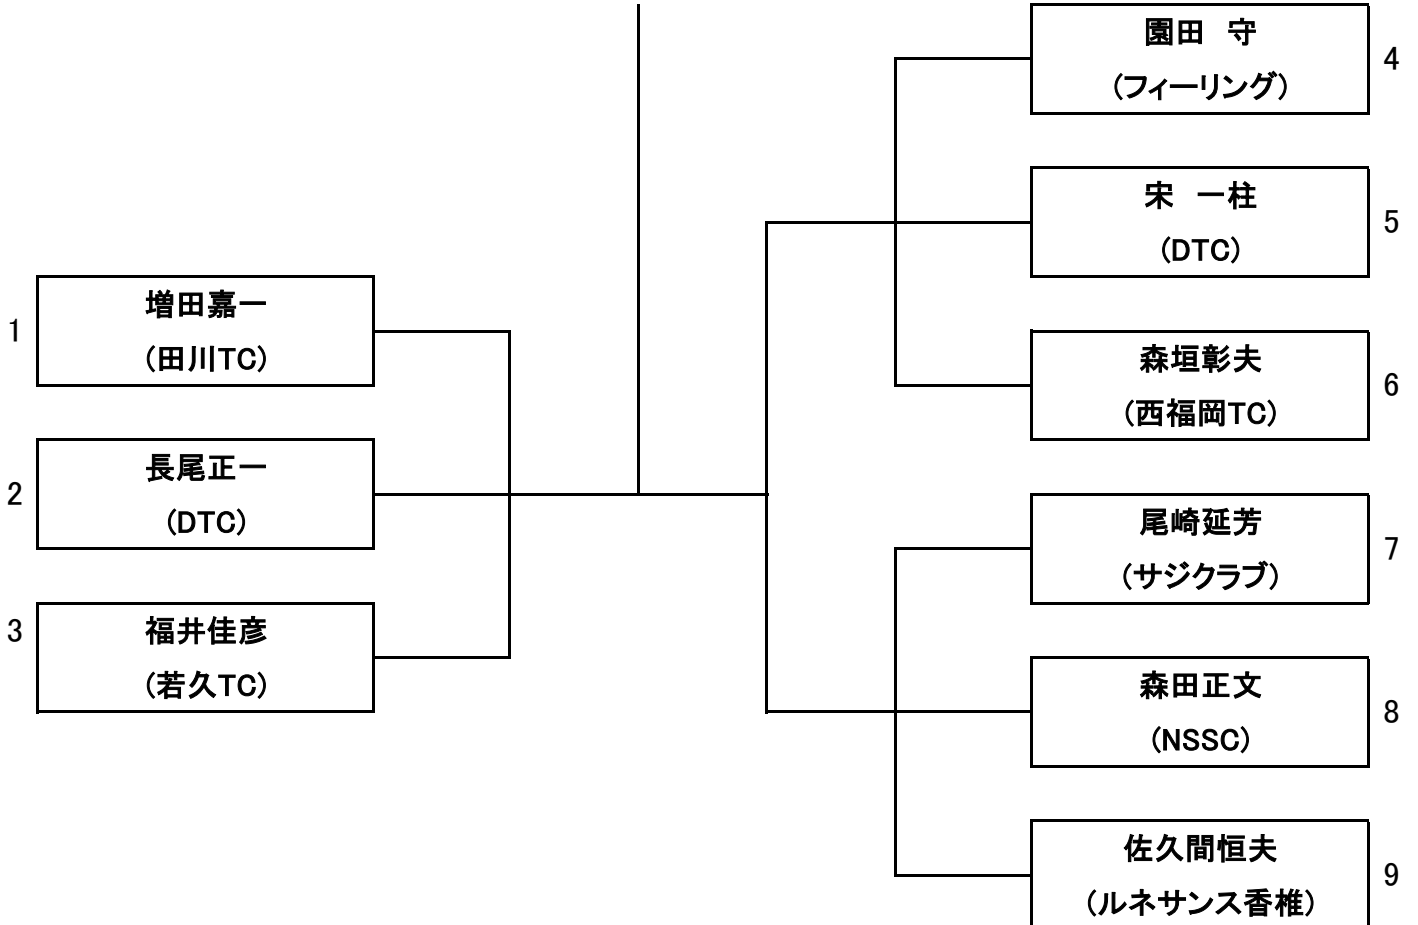 1
増田嘉一
(田川TC)
2
長尾正一
(DTC)
3
福井佳彦
(若久TC)
園田　守
(フィーリング)
4
宋　一柱
(DTC)
5
森垣彰夫
(西福岡TC)
6
尾崎延芳
(サジクラブ)
7
森田正文
(NSSC)
8
佐久間恒夫
(ルネサンス香椎)
9